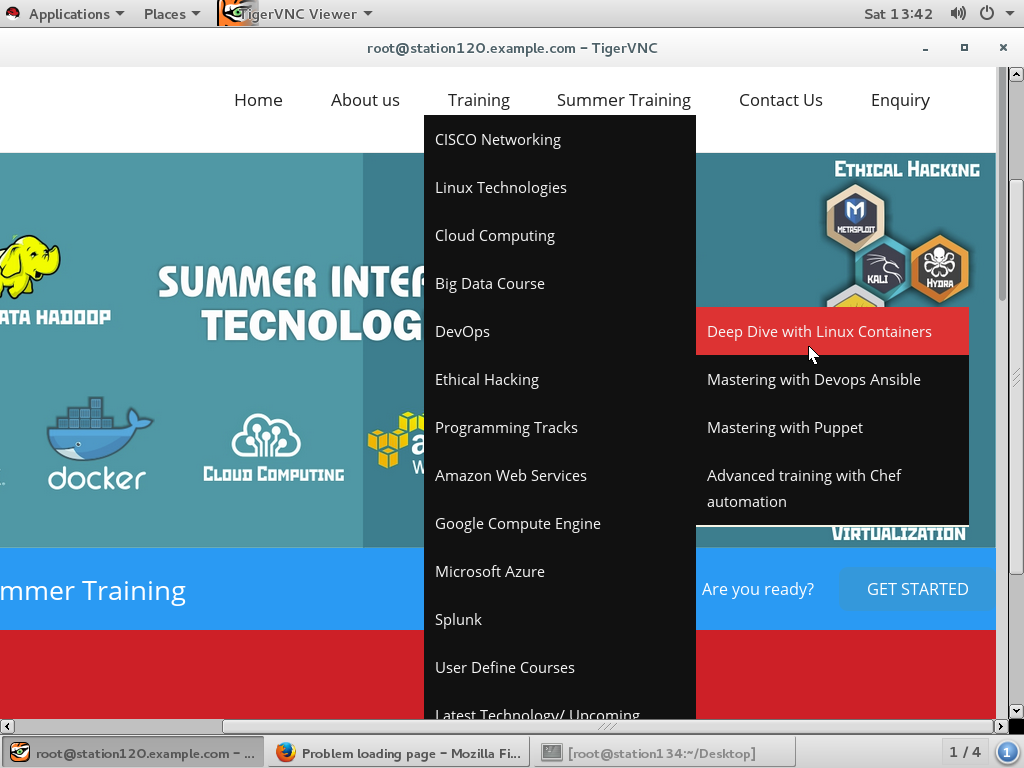 Applications Places TigerVNC Viewer Sat 13:42
root@station120.example.com – TigerVNC
Home About us Training Summer Training Contact Us Enquiry
CISCO Networking
Linux Technologies
Cloud Computing
Big Data Course
DevOps
Ethical Hacking
Programming Tracks
Amazon Web Services
Google Compute Engine
Microsoft Azure
Splunk
User Define Courses
Latest Technology/ Upcoming
Deep Dive with Linux Containers
Mastering with Devops Ansible
Mastering with Puppet
Advanced training with Chef
automation
ETHICAL HACKING
METASPLOIT
KALI
HYDRA
ATA HADOOP
SUMMER INTE
TECNOLOG
docker
CLOUD COMPUTING
VIRTUALIZATION
mmer Training
Are you ready?
GET STARTED
root@station120.example.com – ...
Problem loading page – Mozilla Fi...
[root@station134:~/Desktop]
1 / 4
1